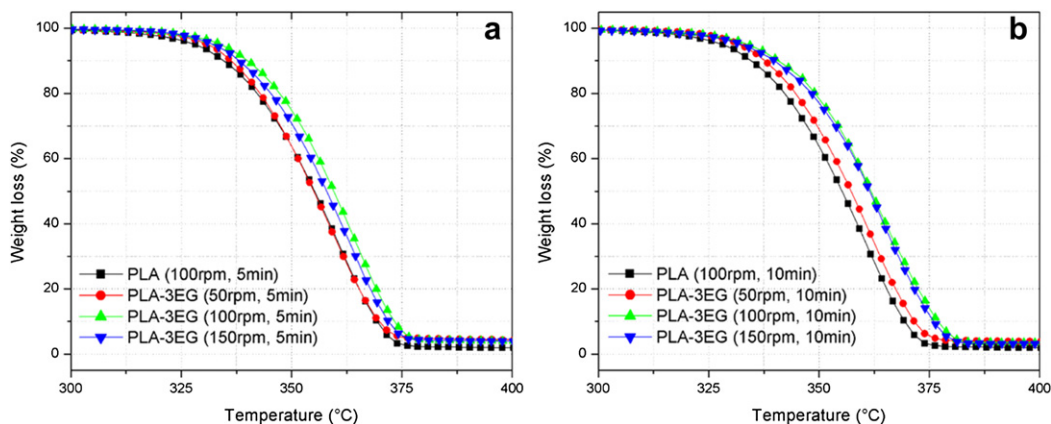 a
100
80
60
40
20
0
Weight loss (%)
PLA (100rpm, 5min)
PLA-3EG (50rpm, 5min)
PLA-3EG (100rpm, 5min)
PLA-3EG (150rpm, 5min)
300 325 350 375 400
Temperature (°C)
b
100
80
60
40
20
0
Weight loss (%)
PLA (100rpm, 10min)
PLA-3EG (50rpm, 10min)
PLA-3EG (100rpm, 10min)
PLA-3EG (150rpm, 10min)
300 325 350 375 400
Temperature (°C)